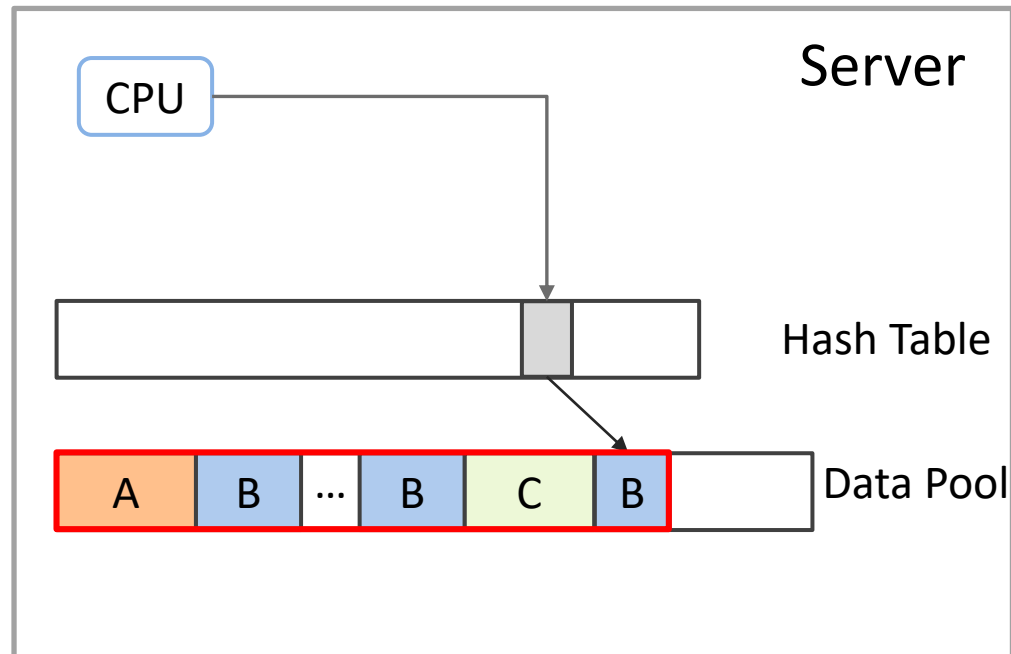 Server
CPU
Hash Table
A B ... B C B
Data Pool